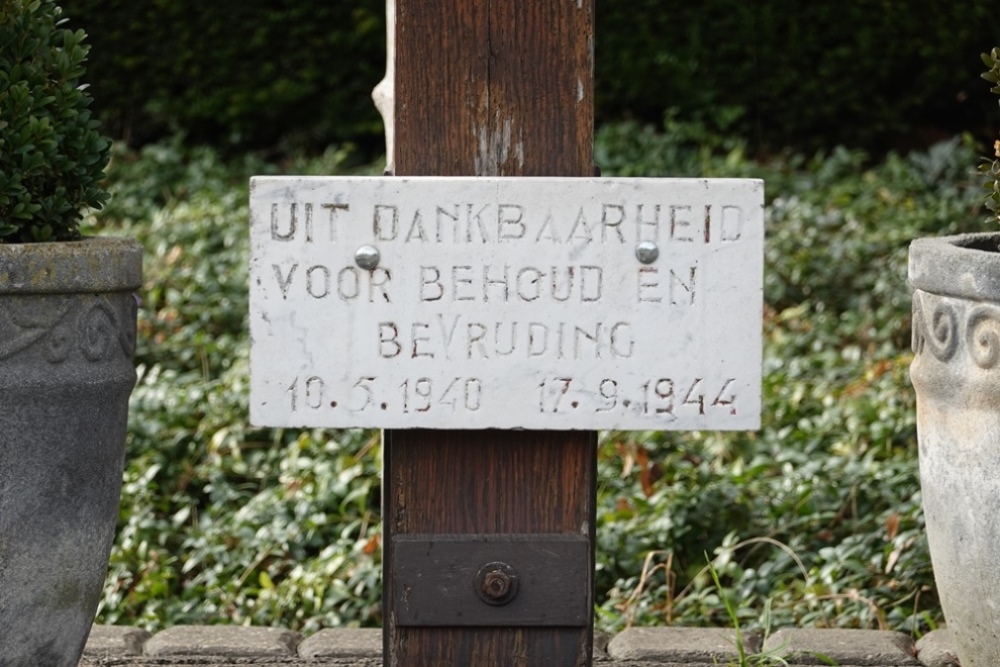 UIT DANKBAARHEID
VOOR BEHOUD EN
BEVRIJDING
10.5.1940 17.9.1944